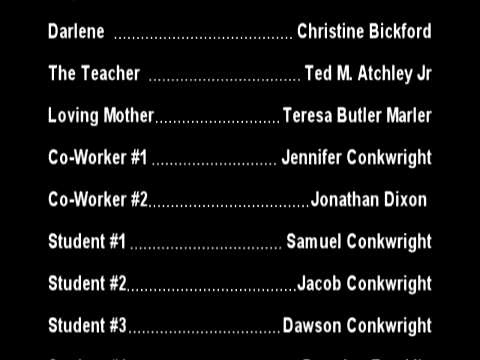 Darlene ........................................ Christine Bickford
The Teacher .................................. Ted M. Atchley Jr
Loving Mother............................ Teresa Butler Marler
Co-Worker #1 ............................ Jennifer Conkwright
Co-Worker #2....................................Jonathan Dixon
Student #1 .................................. Samuel Conkwright
Student #2......................................Jacob Conkwright
Student #3..................................Dawson Conkwright